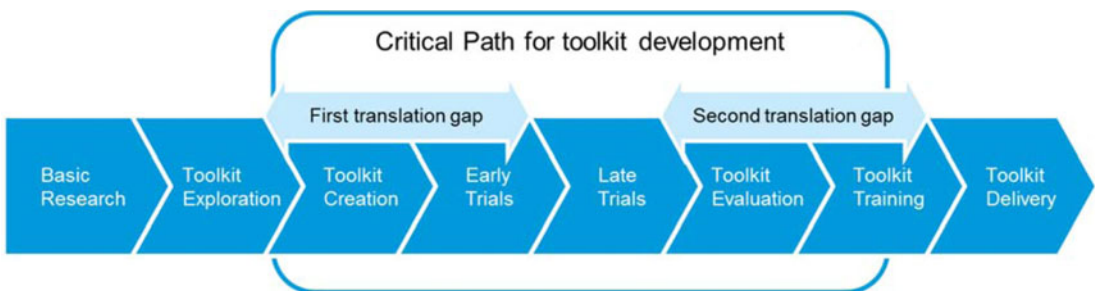 Critical Path for toolkit development
First translation gap
Second translation gap
Basic
Research
Toolkit
Exploration
Toolkit
Creation
Early
Trials
Late
Trials
Toolkit
Evaluation
Toolkit
Training
Toolkit
Delivery